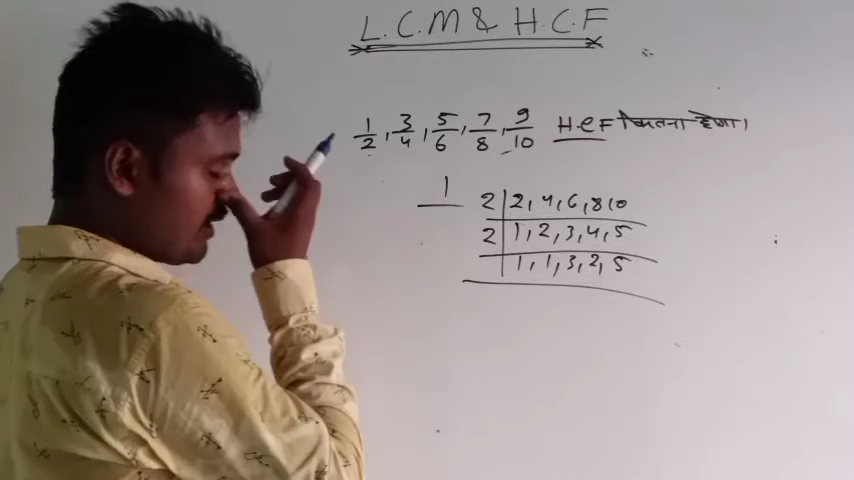 L.C.M & H.C.F
1/2, 3/4, 5/6, 7/8, 9/10 H.C.F कितना होगा।
1
2 | 2, 4, 6, 8, 10
2 | 1, 2, 3, 4, 5
1, 1, 3, 2, 5